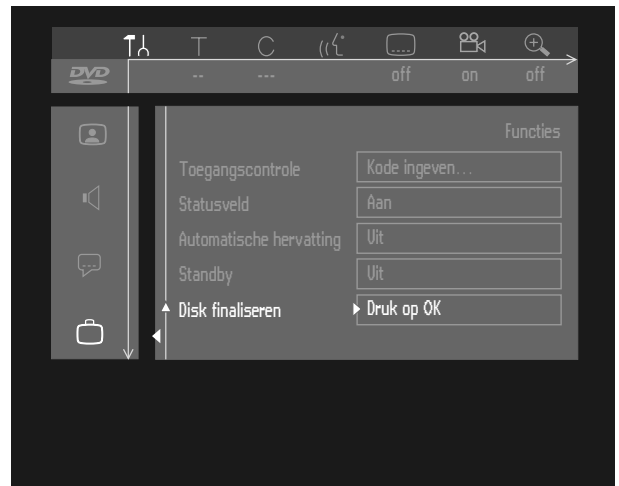 T C
DVD -- --- off on off
Functies
Toegangscontrole Kode ingeven...
Statusveld Aan
Automatische hervatting Uit
Standby Uit
Disk finaliseren Druk op OK